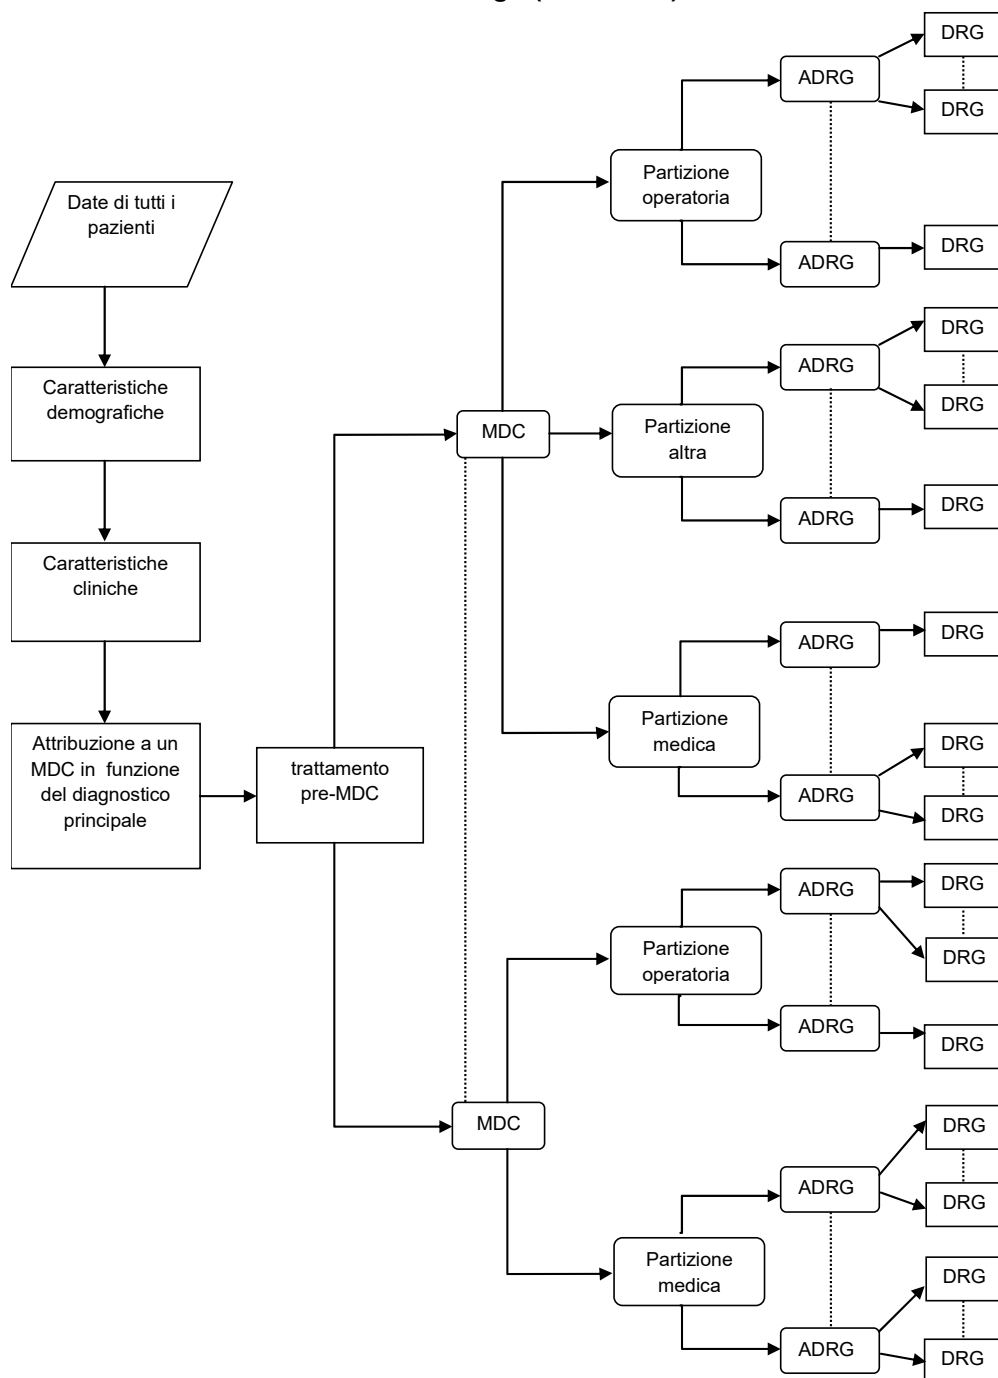 DRG
ADRG
DRG
Partizione
operatoria
Date di tutti i
pazienti
DRG
ADRG
DRG
ADRG
Caratteristiche
demografiche
DRG
MDC
Partizione
altra
DRG
ADRG
Caratteristiche
cliniche
DRG
ADRG
Partizione
medica
Attribuzione a un
MDC in funzione
del diagnostico
principale
DRG
trattamento
pre-MDC
ADRG
DRG
DRG
ADRG
Partizione
operatoria
DRG
ADRG
DRG
MDC
DRG
ADRG
DRG
Partizione
medica
DRG
ADRG
DRG